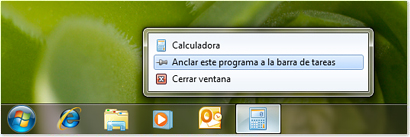 Calculadora
Anclar este programa a la barra de tareas
Cerrar ventana